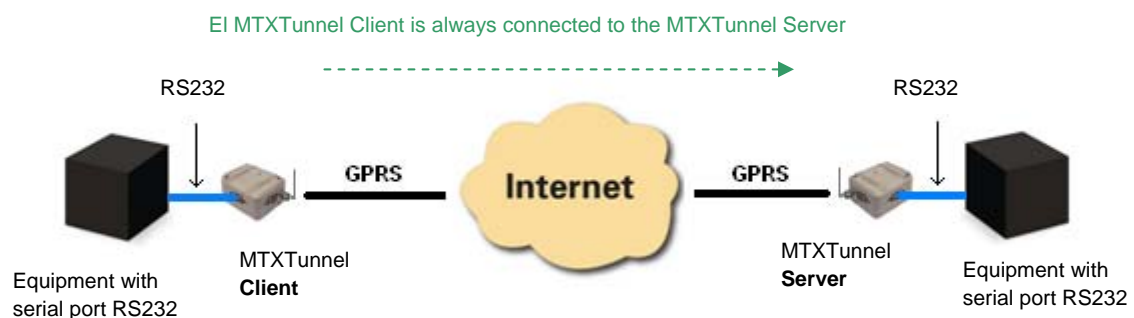 El MTXTunnel Client is always connected to the MTXTunnel Server
RS232
RS232
GPRS
Internet
GPRS
MTXTunnel
Client
MTXTunnel
Server
Equipment with
serial port RS232
Equipment with
serial port RS232